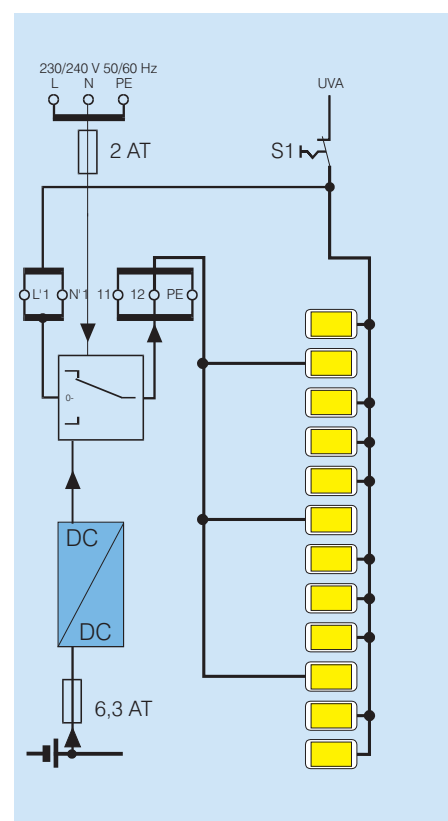 230/240 V 50/60 Hz
L N PE
UVA
2 AT
S1
L'1 N'1 11 12 PE
0-
DC
DC
6,3 AT